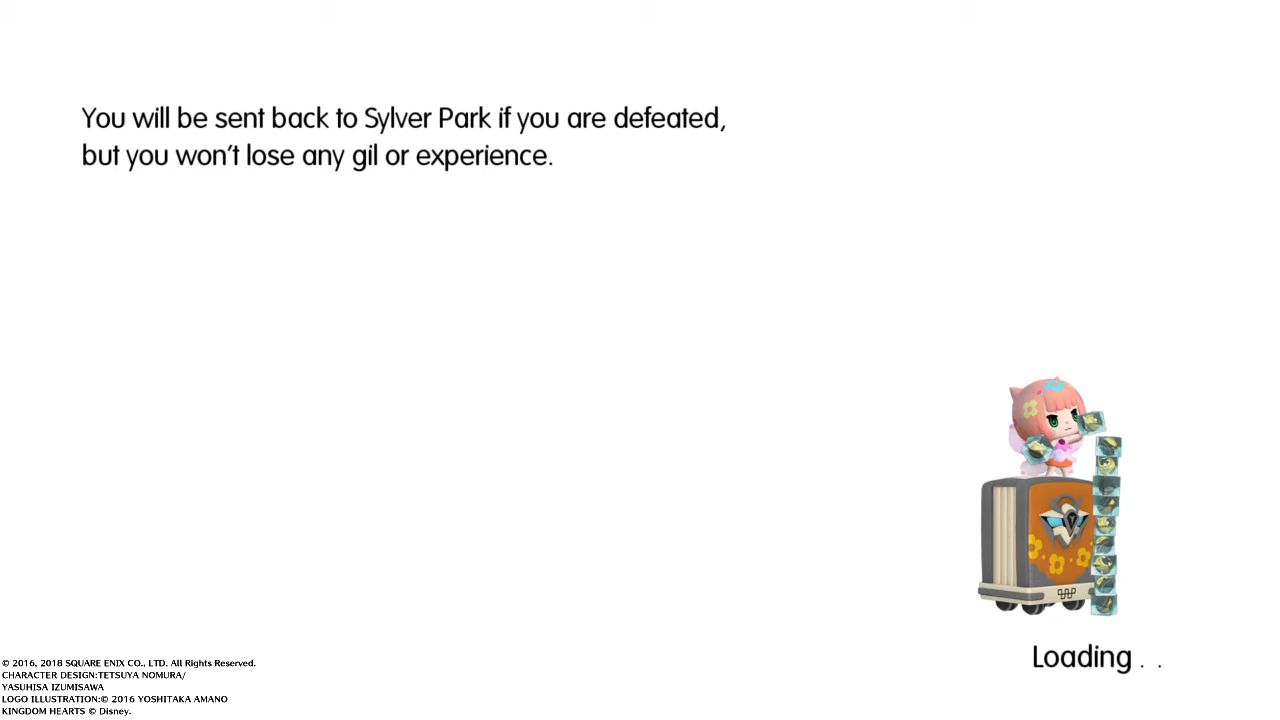 You will be sent back to Sylver Park if you are defeated,
but you won't lose any gil or experience.
Loading . .
© 2016, 2018 SQUARE ENIX CO., LTD. All Rights Reserved.
CHARACTER DESIGN:TETSUYA NOMURA/
YASUHISA IZUMISAWA
LOGO ILLUSTRATION:© 2016 YOSHITAKA AMANO
KINGDOM HEARTS © Disney.